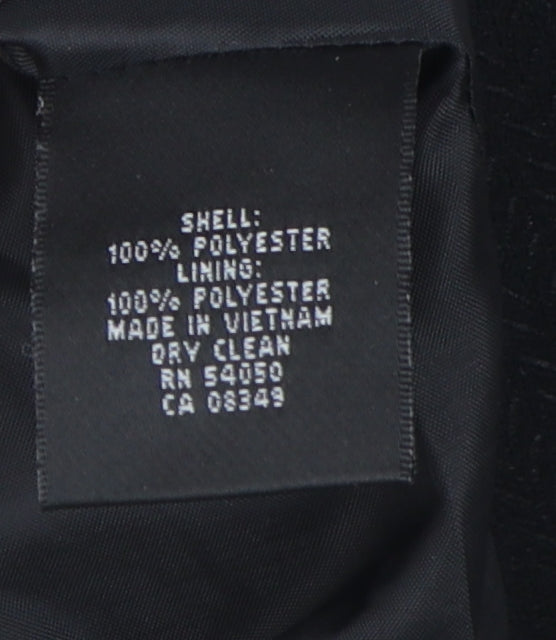 SHELL:
100% POLYESTER
LINING:
100% POLYESTER
MADE IN VIETNAM
DRY CLEAN
RN 54050
CA 08349